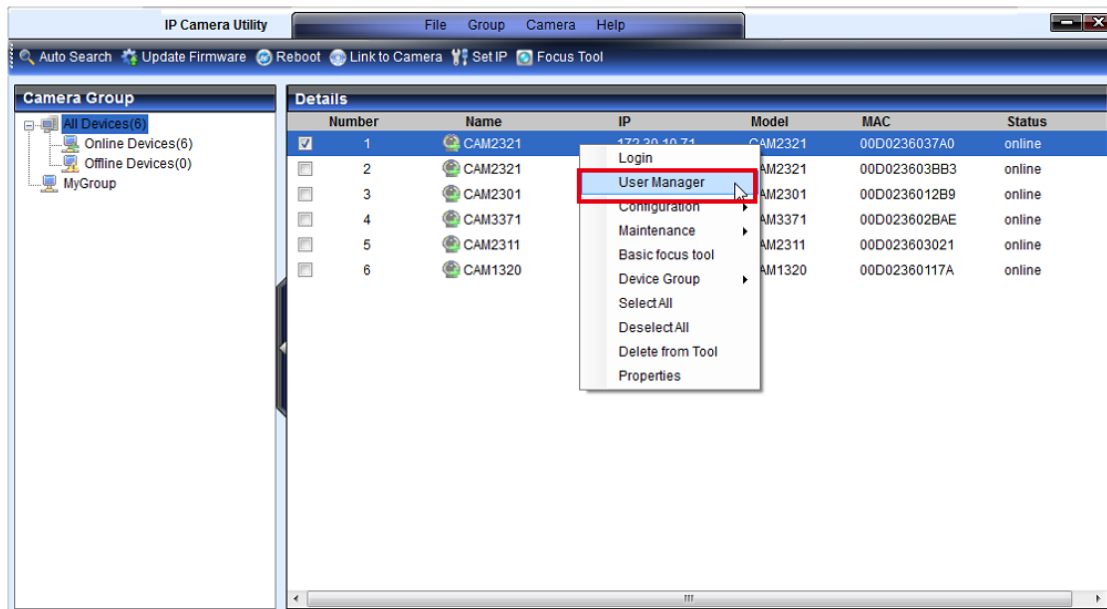 IP Camera Utility File Group Camera Help
Auto Search Update Firmware Reboot Link to Camera Set IP Focus Tool
Camera Group
All Devices(6)
Online Devices(6)
Offline Devices(0)
MyGroup
Details
Number Name IP Model MAC Status
1 CAM2321 172.20.10.71 CAM2321 00D0236037A0 online
2 CAM2321 AM2321 00D023603BB3 online
3 CAM2301 AM2301 00D0236012B9 online
4 CAM3371 AM3371 00D023602BAE online
5 CAM2311 AM2311 00D023603021 online
6 CAM1320 AM1320 00D02360117A online
Login
User Manager
Configuration
Maintenance
Basic focus tool
Device Group
Select All
Deselect All
Delete from Tool
Properties